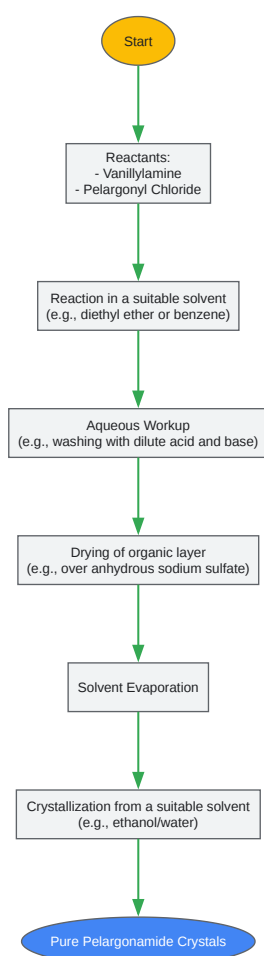 Start
Reactants:
- Vanillylamine
- Pelargonyl Chloride
Reaction in a suitable solvent
(e.g., diethyl ether or benzene)
Aqueous Workup
(e.g., washing with dilute acid and base)
Drying of organic layer
(e.g., over anhydrous sodium sulfate)
Solvent Evaporation
Crystallization from a suitable solvent
(e.g., ethanol/water)
Pure Pelargonamide Crystals